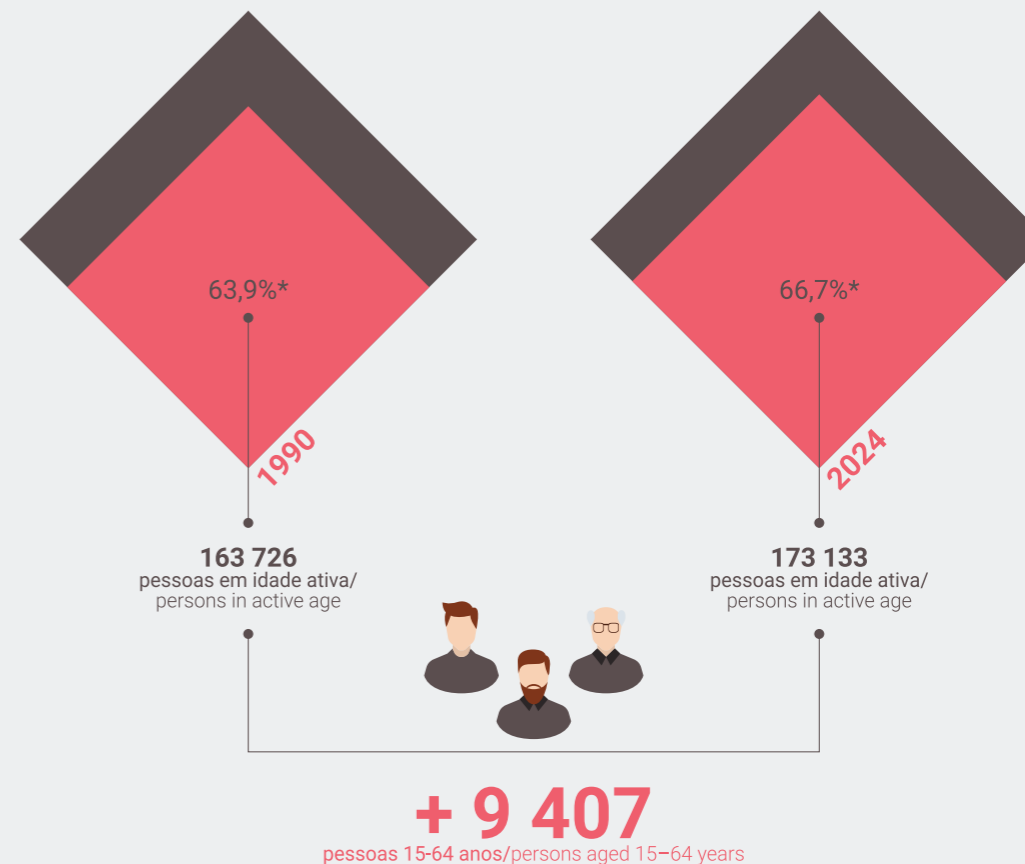 63,9%*
66,7%*
1990
2024
163 726
pessoas em idade ativa/
persons in active age
173 133
pessoas em idade ativa/
persons in active age
+ 9 407
pessoas 15-64 anos/persons aged 15–64 years